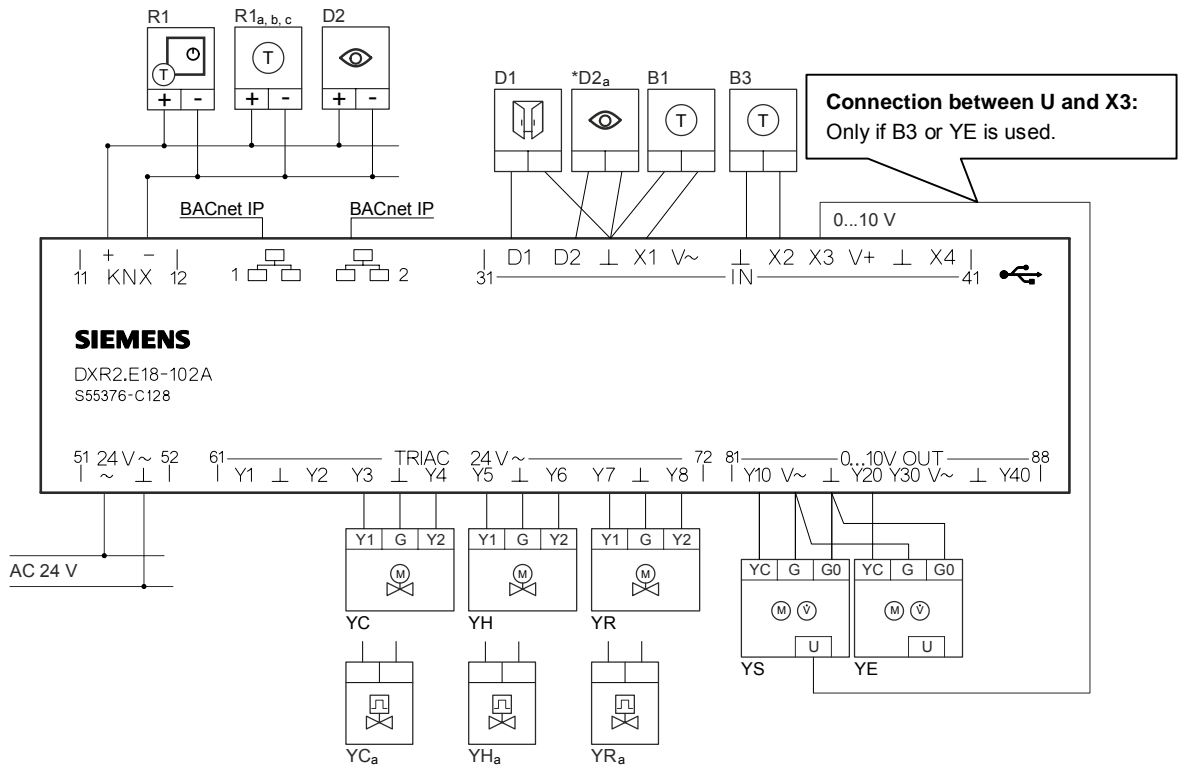 R1 R1a, b, c D2
T T
+ - + - + -
D1 *D2a B1 B3
T T
Connection between U and X3:
Only if B3 or YE is used.
BACnet IP BACnet IP
0...10 V
+ - D1 D2 ⊥ X1 V~ ⊥ X2 X3 V+ ⊥ X4
11 KNX 12 1 2 31 IN 41
SIEMENS
DXR2.E18-102A
S55376-C128
51 24 V ~ 52 61 TRIAC 24 V ~ 72 81 0...10V OUT 88
~ ⊥ Y1 ⊥ Y2 Y3 ⊥ Y4 Y5 ⊥ Y6 Y7 ⊥ Y8 Y10 V~ ⊥ Y20 Y30 V~ ⊥ Y40
AC 24 V
Y1 G Y2 Y1 G Y2 Y1 G Y2
M M M
YC YH YR
YC G G0 YC G G0
M V̇ M V̇
U U
YS YE
YCa YHa YRa